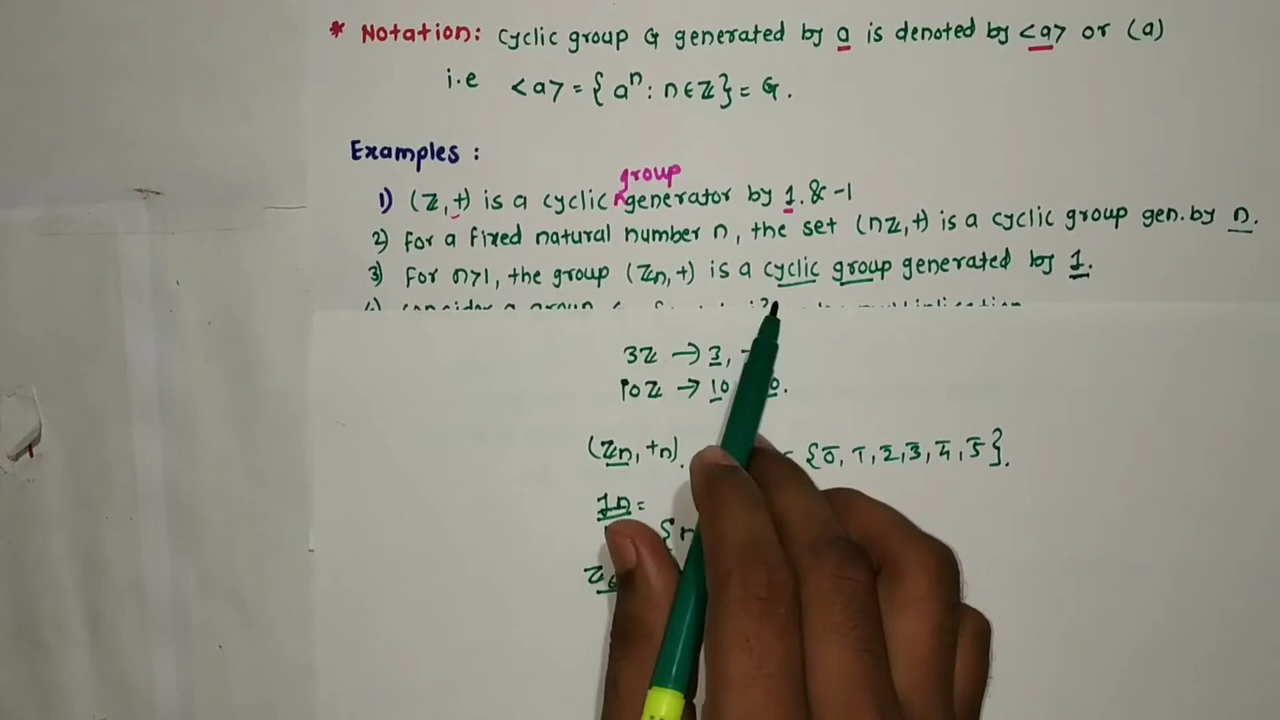 * Notation: cyclic group G generated by a is denoted by <a> or (a)
i.e <a> = { aⁿ : n ∈ Z } = G.
Examples :
group
1) (Z, +) is a cyclic ^generator by 1. & -1
2) For a fixed natural number n, the set (nZ, +) is a cyclic group gen. by n.
3) For n>1, the group (Zn, +) is a cyclic group generated by 1.
3Z → 3, -
10Z → 10
(Zn, +n). = {0̅, 1̅, 2̅, 3̅, 4̅, 5̅}.